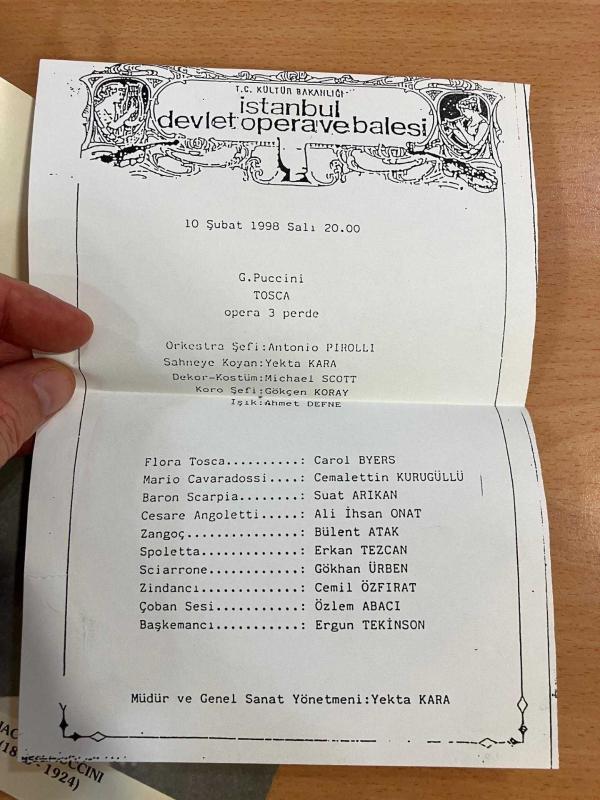 T.C. KÜLTÜR BAKANLIĞI
istanbul
devlet opera ve balesi
10 Şubat 1998 Salı 20.00
G.Puccini
TOSCA
opera 3 perde
Orkestra Şefi:Antonio PIROLLI
Sahneye Koyan:Yekta KARA
Dekor-Kostüm:Michael SCOTT
Koro Şefi:Gökçen KORAY
Işık:Ahmet DEFNE
Flora Tosca..........: Carol BYERS
Mario Cavaradossi....: Cemalettin KURUGÜLLÜ
Baron Scarpia........: Suat ARIKAN
Cesare Angoletti.....: Ali İhsan ONAT
Zangoç...............: Bülent ATAK
Spoletta.............: Erkan TEZCAN
Sciarrone............: Gökhan ÜRBEN
Zindancı.............: Cemil ÖZFIRAT
Çoban Sesi...........: Özlem ABACI
Başkemancı...........: Ergun TEKİNSON
Müdür ve Genel Sanat Yönetmeni:Yekta KARA
1924)